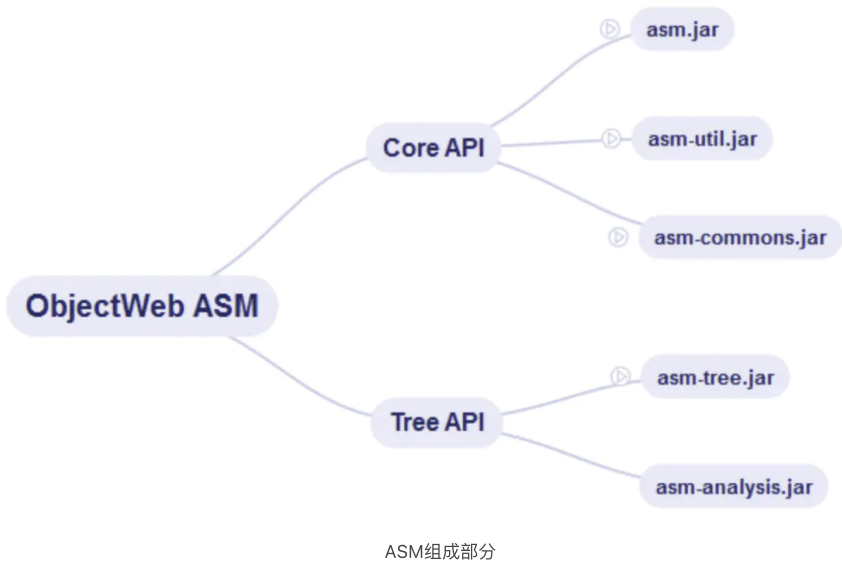 asm.jar
Core API
asm-util.jar
asm-commons.jar
ObjectWeb ASM
asm-tree.jar
Tree API
asm-analysis.jar
ASM组成部分